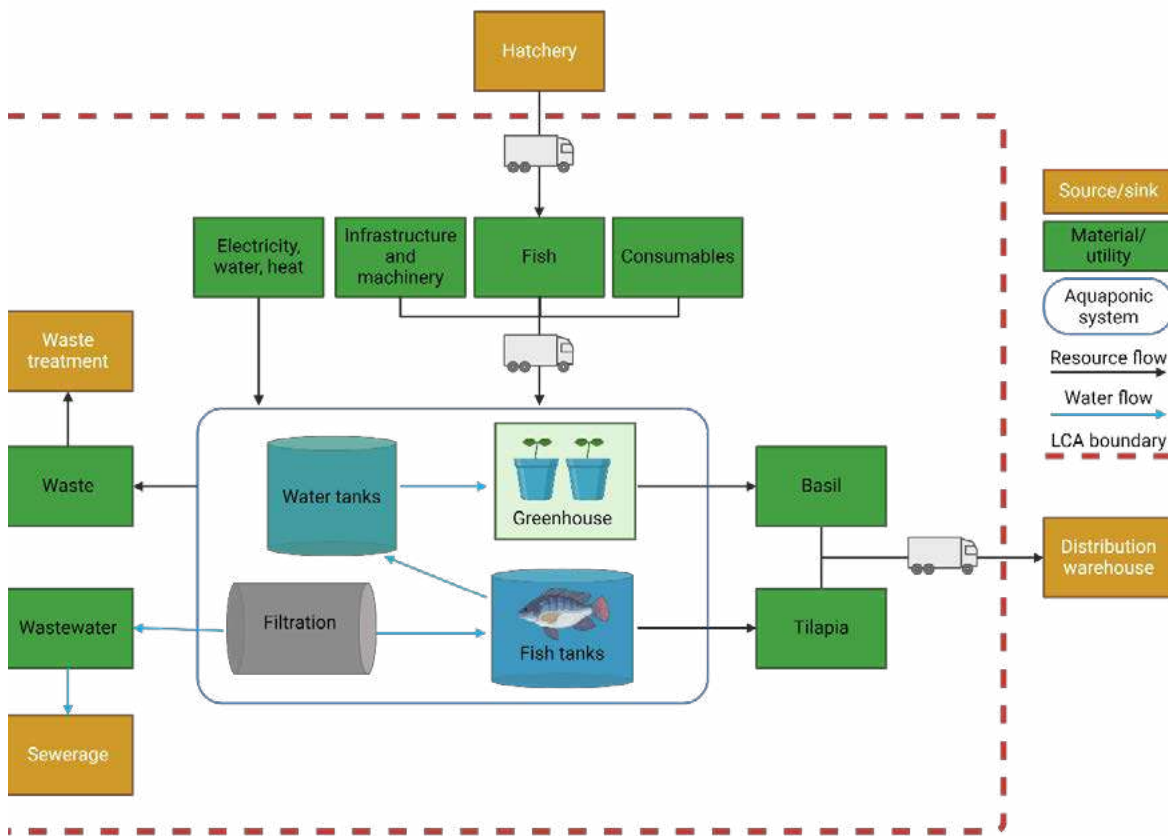 Hatchery
Electricity,
water, heat
Infrastructure
and
machinery
Fish
Consumables
Source/sink
Material/
utility
Aquaponic
system
Resource flow
Water flow
LCA boundary
Waste
treatment
Waste
Water tanks
Greenhouse
Basil
Distribution
warehouse
Wastewater
Filtration
Fish tanks
Tilapia
Sewerage